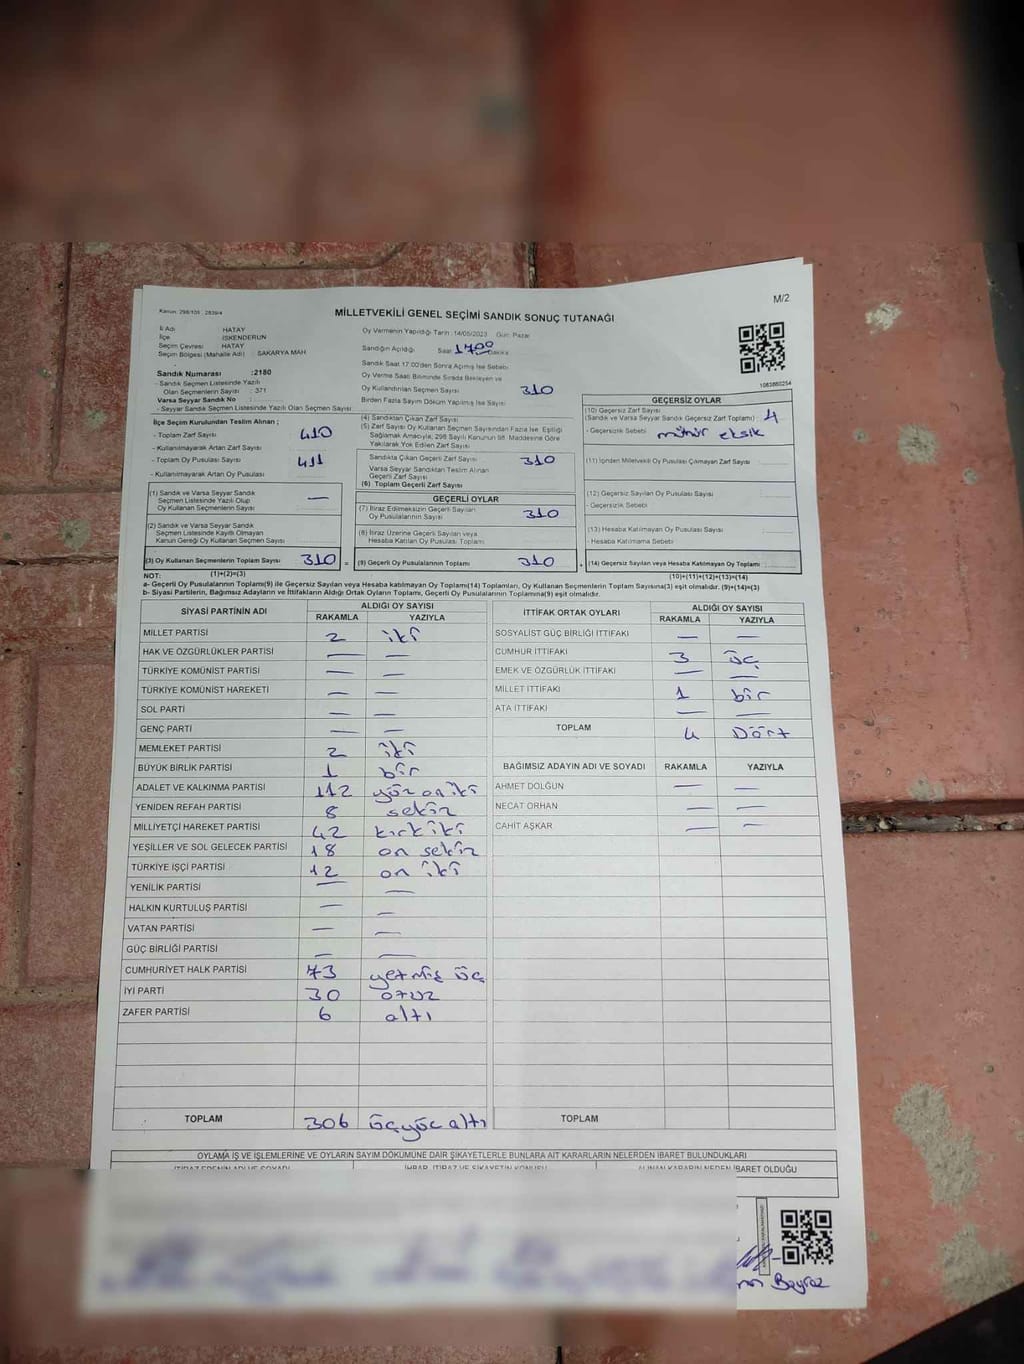 M/2
MİLLETVEKİLİ GENEL SEÇİMİ SANDIK SONUÇ TUTANAĞI
İl Adı : HATAY
İlçe : İSKENDERUN
Seçim Çevresi : HATAY
Seçim Bölgesi (Mahalle Adı) : SAKARYA MAH
Sandık Numarası :2180
- Sandık Seçmen Listesinde Yazılı
Olan Seçmenlerin Sayısı : 371
Varsa Seyyar Sandık No :
- Seyyar Sandık Seçmen Listesinde Yazılı Olan Seçmen Sayısı
İlçe Seçim Kurulundan Teslim Alınan ;
- Toplam Zarf Sayısı 410
- Kullanılmayarak Artan Zarf Sayısı
- Toplam Oy Pusulası Sayısı 411
- Kullanılmayarak Artan Oy Pusulası
(1) Sandık ve Varsa Seyyar Sandık
Seçmen Listesinde Yazılı Olup
Oy Kullanan Seçmenlerin Sayısı —
(2) Sandık ve Varsa Seyyar Sandık
Seçmen Listesinde Kayıtlı Olmayan
Kanun Gereği Oy Kullanan Seçmen Sayısı
(3) Oy Kullanan Seçmenlerin Toplam Sayısı 310 =
Oy Vermenin Yapıldığı Tarih : 14/05/2023 Gün: Pazar
Sandığın Açıldığı Saat 17 00 Dakika
Sandık Saat 17:00'den Sonra Açılmış İse Sebebi
Oy Verme Saati Bitiminde Sırada Bekleyen ve
Oy Kullandırılan Seçmen Sayısı 310
Birden Fazla Sayım Döküm Yapılmış İse Sayısı
(4) Sandıktan Çıkan Zarf Sayısı
(5) Zarf Sayısı Oy Kullanan Seçmen Sayısından Fazla İse, Eşitliği
Sağlamak Amacıyla, 298 Sayılı Kanunun 98. Maddesine Göre
Yakılarak Yok Edilen Zarf Sayısı
Sandıkta Çıkan Geçerli Zarf Sayısı 310
Varsa Seyyar Sandıktan Teslim Alınan
Geçerli Zarf Sayısı
(6) Toplam Geçerli Zarf Sayısı
GEÇERLİ OYLAR
(7) İtiraz Edilmeksizin Geçerli Sayılan
Oy Pusulalarının Sayısı 310
(8) İtiraz Üzerine Geçerli Sayılan veya
Hesaba Katılan Oy Pusulası Toplamı
(9) Geçerli Oy Pusulalarının Toplamı 310 +
1083880254
GEÇERSİZ OYLAR
(10) Geçersiz Zarf Sayısı
(Sandık ve Varsa Seyyar Sandık Geçersiz Zarf Toplamı) 4
- Geçersizlik Sebebi mühür eksik
(11) İçinden Milletvekili Oy Pusulası Çıkmayan Zarf Sayısı
(12) Geçersiz Sayılan Oy Pusulası Sayısı
- Geçersizlik Sebebi
(13) Hesaba Katılmayan Oy Pusulası Sayısı
- Hesaba Katılmama Sebebi
(14) Geçersiz Sayılan veya Hesaba Katılmayan Oy Toplamı
NOT: (1)+(2)=(3) (10)+(11)+(12)+(13)=(14)
a- Geçerli Oy Pusulalarının Toplamı(9) ile Geçersiz Sayılan veya Hesaba katılmayan Oy Toplamı(14) Toplamları, Oy Kullanan Seçmenlerin Toplam Sayısına(3) eşit olmalıdır. (9)+(14)=(3)
b- Siyasi Partilerin, Bağımsız Adayların ve İttifakların Aldığı Ortak Oyların Toplamı, Geçerli Oy Pusulalarının Toplamına(9) eşit olmalıdır.
SİYASİ PARTİNİN ADI ALDIĞI OY SAYISI
RAKAMLA YAZIYLA
MİLLET PARTİSİ 2 iki
HAK VE ÖZGÜRLÜKLER PARTİSİ — —
TÜRKİYE KOMÜNİST PARTİSİ — —
TÜRKİYE KOMÜNİST HAREKETİ — —
SOL PARTİ — —
GENÇ PARTİ — —
MEMLEKET PARTİSİ 2 iki
BÜYÜK BİRLİK PARTİSİ 1 bir
ADALET VE KALKINMA PARTİSİ 112 yüz on iki
YENİDEN REFAH PARTİSİ 8 sekiz
MİLLİYETÇİ HAREKET PARTİSİ 42 kırkiki
YEŞİLLER VE SOL GELECEK PARTİSİ 18 on sekiz
TÜRKİYE İŞÇİ PARTİSİ 12 on iki
YENİLİK PARTİSİ — —
HALKIN KURTULUŞ PARTİSİ — —
VATAN PARTİSİ — —
GÜÇ BİRLİĞİ PARTİSİ — —
CUMHURİYET HALK PARTİSİ 73 yetmiş üç
İYİ PARTİ 30 otuz
ZAFER PARTİSİ 6 altı
TOPLAM 306 üçyüz altı
İTTİFAK ORTAK OYLARI ALDIĞI OY SAYISI
RAKAMLA YAZIYLA
SOSYALİST GÜÇ BİRLİĞİ İTTİFAKI — —
CUMHUR İTTİFAKI 3 üç
EMEK VE ÖZGÜRLÜK İTTİFAKI — —
MİLLET İTTİFAKI 1 bir
ATA İTTİFAKI — —
TOPLAM 4 Dört
BAĞIMSIZ ADAYIN ADI VE SOYADI RAKAMLA YAZIYLA
AHMET DOLĞUN — —
NECAT ORHAN — —
CAHİT AŞKAR — —
TOPLAM
OYLAMA İŞ VE İŞLEMLERİNE VE OYLARIN SAYIM DÖKÜMÜNE DAİR ŞİKAYETLERLE BUNLARA AİT KARARLARIN NELERDEN İBARET BULUNDUKLARI
İTİRAZ EDENİN ADI VE SOYADI İHBAR, İTİRAZ VE ŞİKAYETİN KONUSU ALINAN KARARIN NEDEN İBARET OLDUĞU